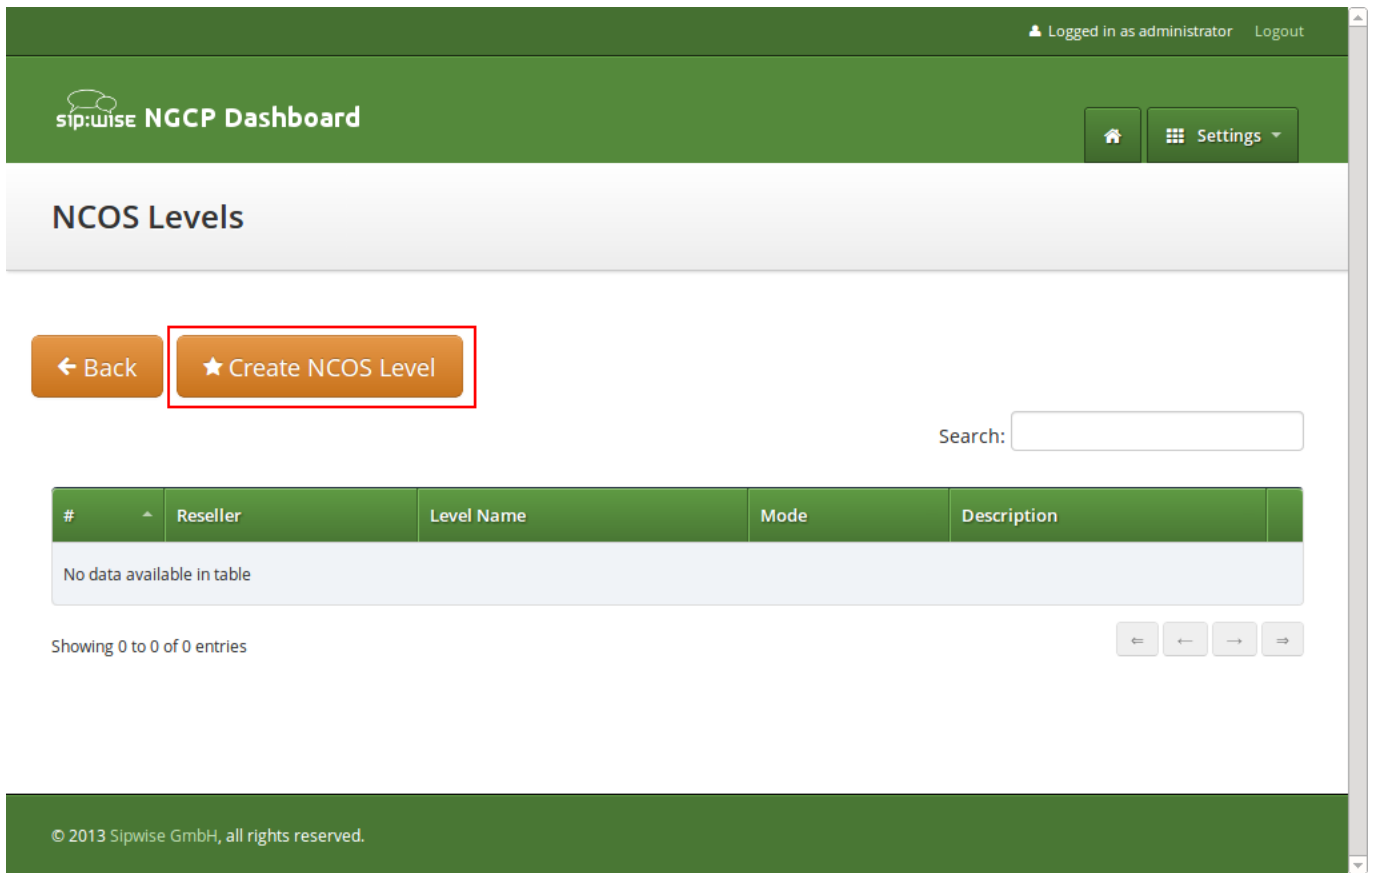 Logged in as administrator Logout
sip:wise NGCP Dashboard
Settings
NCOS Levels
Back Create NCOS Level
Search:
# Reseller Level Name Mode Description
No data available in table
Showing 0 to 0 of 0 entries
© 2013 Sipwise GmbH, all rights reserved.